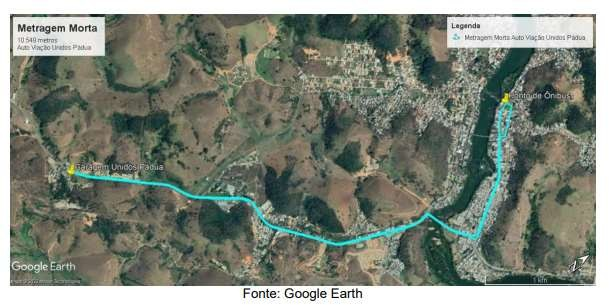 Metragem Morta
10.549 metros
Auto Viação Unidos Pádua
Legenda
Metragem Morta Auto Viação Unidos Pádua
Ponto de Ônibus
Garagem Unidos Pádua
Google Earth
1 km
Fonte: Google Earth